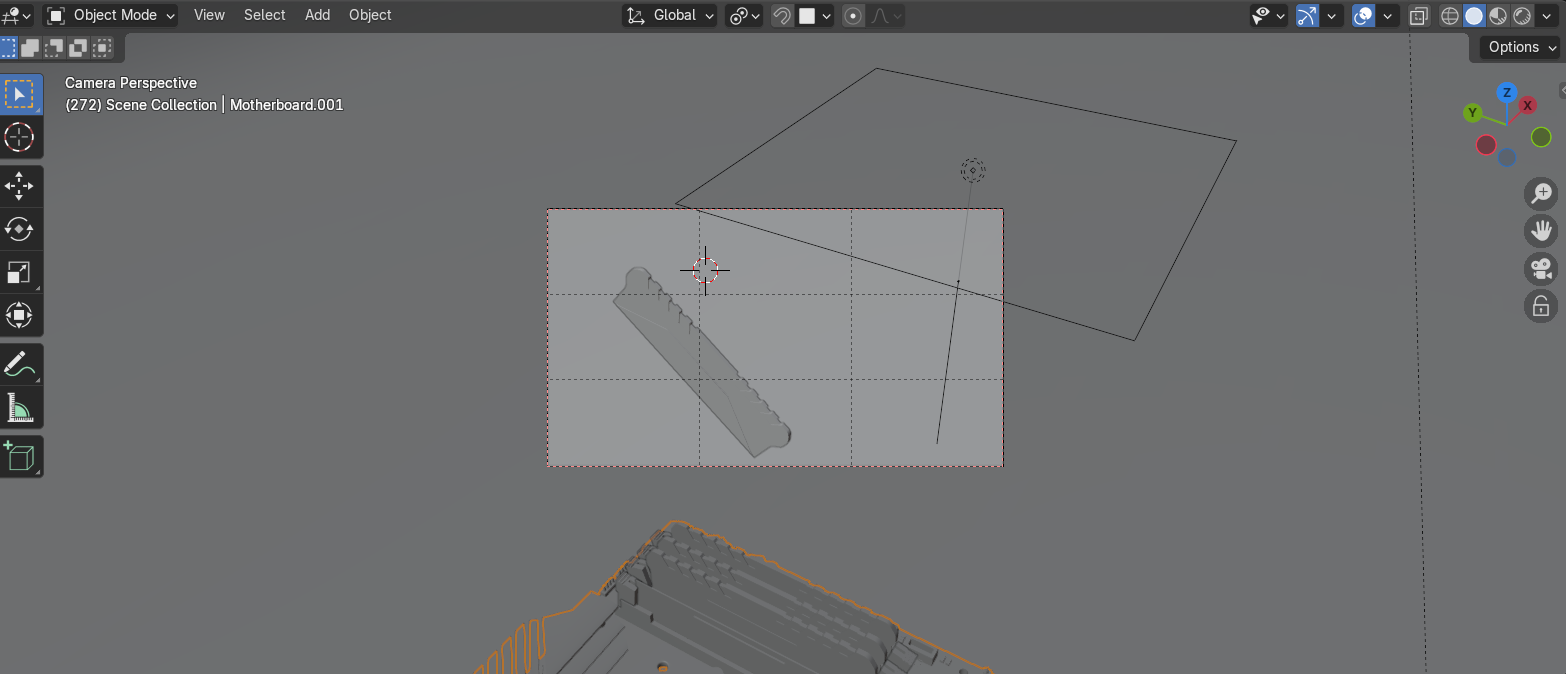 Object Mode View Select Add Object Global
Options
Camera Perspective
(272) Scene Collection | Motherboard.001
Z
X
Y